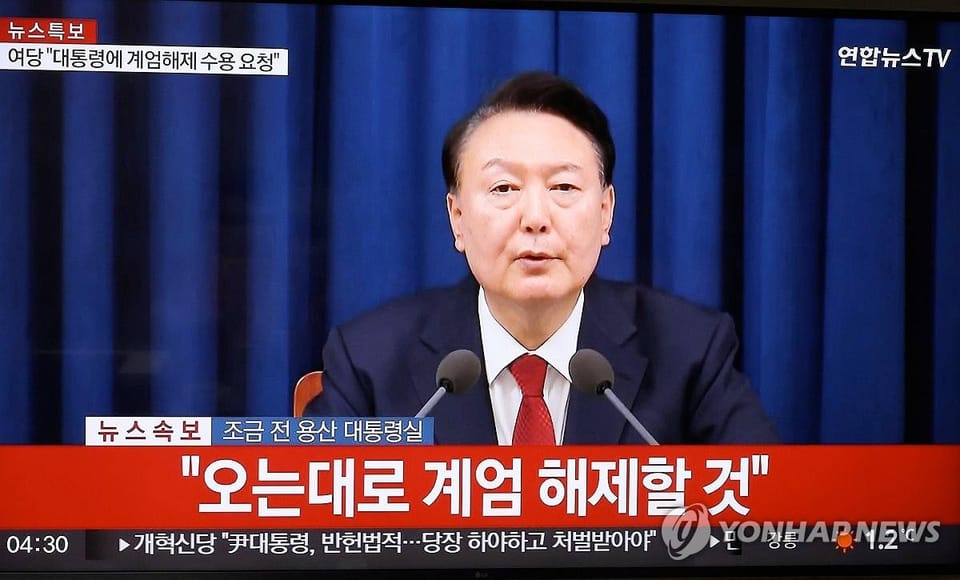 뉴스특보
여당 "대통령에 계엄해제 수용 요청"
연합뉴스TV
뉴스속보 조금 전 용산 대통령실
"오는대로 계엄 해제할 것"
YONHAP NEWS
04:30 ▶개혁신당 "尹대통령, 반헌법적…당장 하야하고 처벌받아야" ▶ 강릉 1.2℃
LG